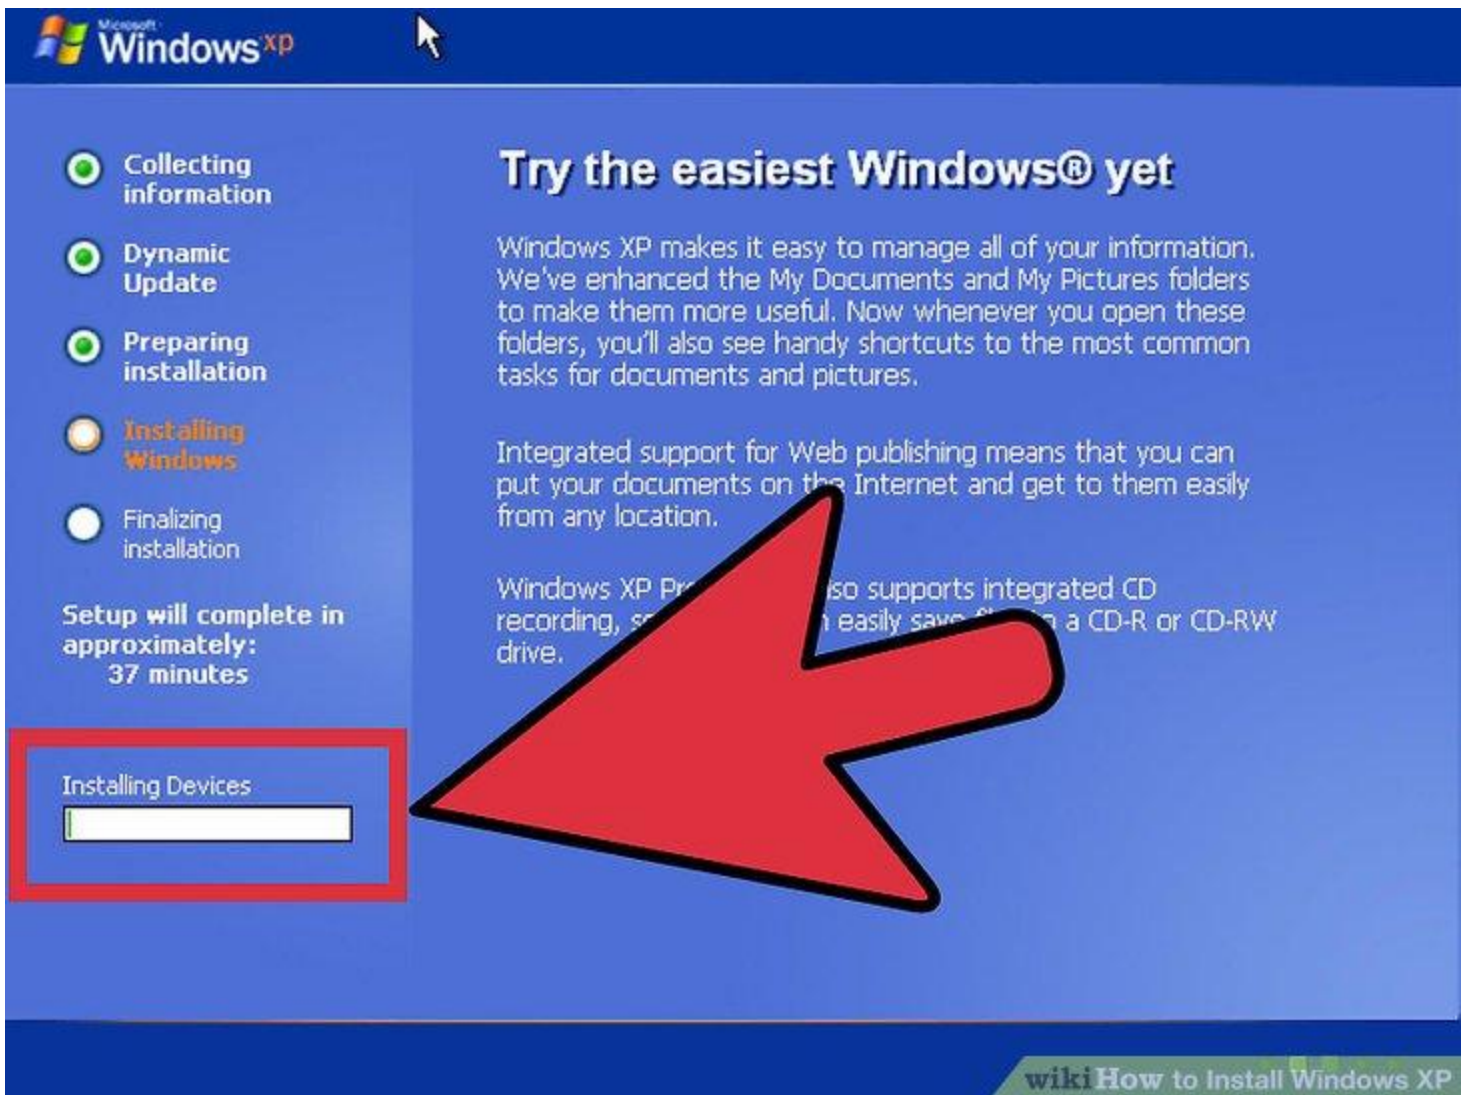 Microsoft
Windows xp
Collecting
information
Dynamic
Update
Preparing
installation
Installing
Windows
Finalizing
installation
Setup will complete in
approximately:
37 minutes
Installing Devices
Try the easiest Windows® yet
Windows XP makes it easy to manage all of your information.
We've enhanced the My Documents and My Pictures folders
to make them more useful. Now whenever you open these
folders, you'll also see handy shortcuts to the most common
tasks for documents and pictures.
Integrated support for Web publishing means that you can
put your documents on the Internet and get to them easily
from any location.
Windows XP supports integrated CD
recording, easily save a CD-R or CD-RW
drive.
wikiHow to Install Windows XP